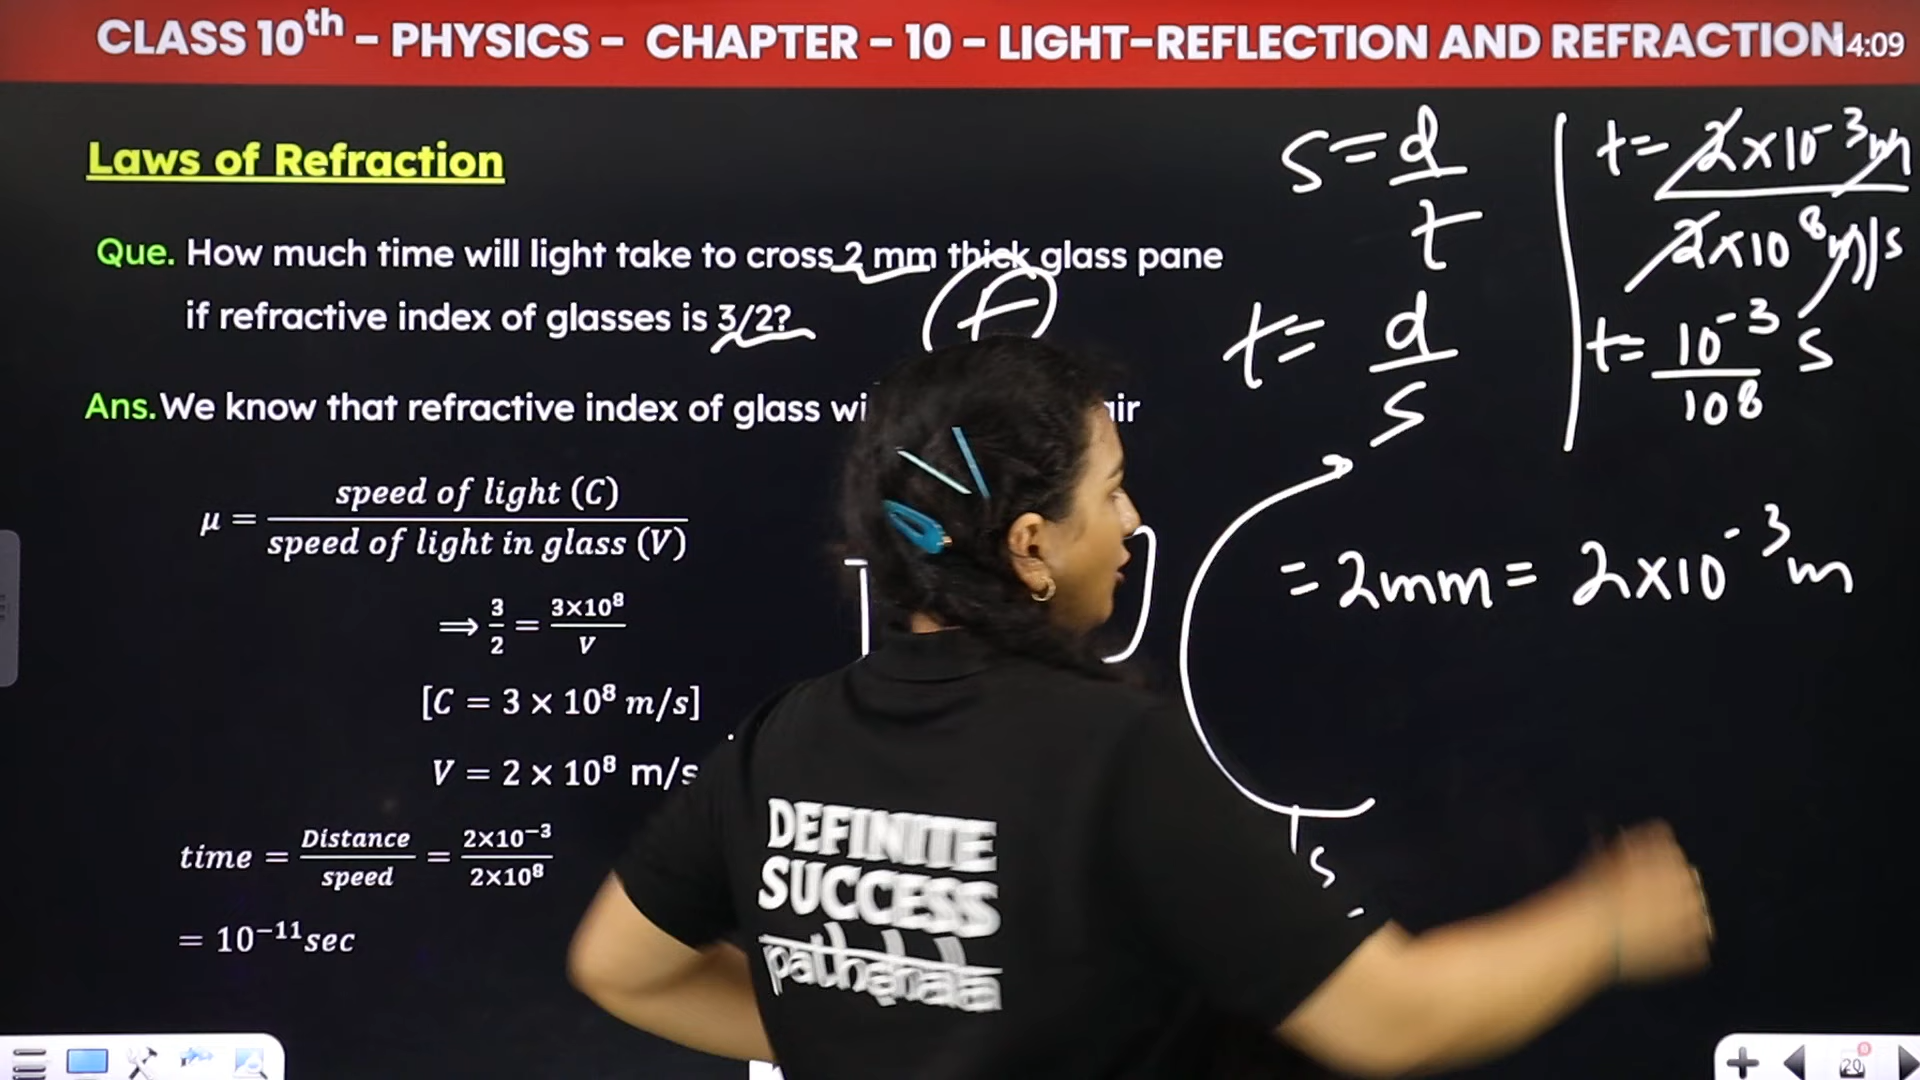 CLASS 10th - PHYSICS - CHAPTER - 10 - LIGHT-REFLECTION AND REFRACTION
14:09
Laws of Refraction
Que. How much time will light take to cross 2 mm thick glass pane
if refractive index of glasses is 3/2?
Ans. We know that refractive index of glass wi air
μ = speed of light (C) / speed of light in glass (V)
⟹ 3/2 = 3×10⁸ / V
[C = 3 × 10⁸ m/s]
V = 2 × 10⁸ m/s
time = Distance / speed = 2×10⁻³ / 2×10⁸
= 10⁻¹¹ sec
s = d / t
t = d / s
t = 2×10⁻³ m / 2×10⁸ m/s
t = 10⁻³ / 10⁸ s
= 2mm = 2×10⁻³ m
s
DEFINITE
SUCCESS
pathshala
20